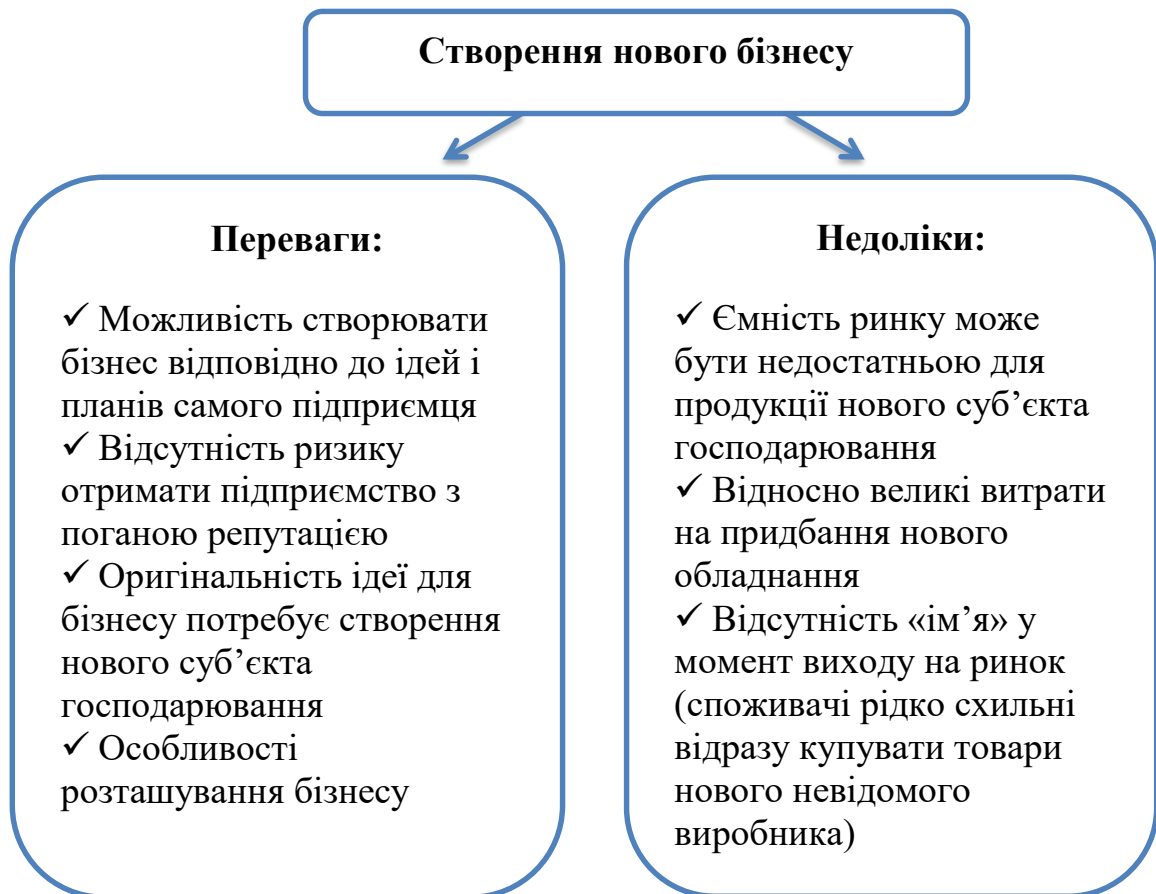 Створення нового бізнесу
Переваги:
✓ Можливість створювати
бізнес відповідно до ідей і
планів самого підприємця
✓ Відсутність ризику
отримати підприємство з
поганою репутацією
✓ Оригінальність ідеї для
бізнесу потребує створення
нового суб’єкта
господарювання
✓ Особливості
розташування бізнесу
Недоліки:
✓ Ємність ринку може
бути недостатньою для
продукції нового суб’єкта
господарювання
✓ Відносно великі витрати
на придбання нового
обладнання
✓ Відсутність «ім’я» у
момент виходу на ринок
(споживачі рідко схильні
відразу купувати товари
нового невідомого
виробника)